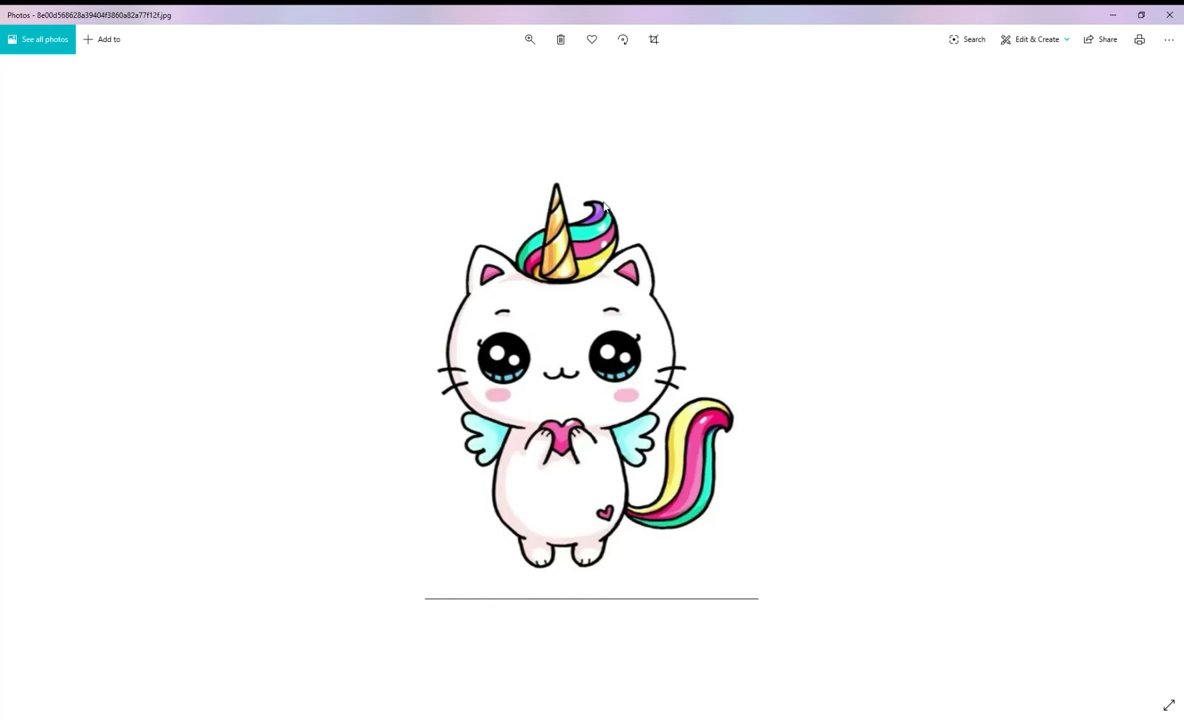 Photos - 8e00d568628a39404f3860a82a77f12f.jpg
See all photos
Add to
Search
Edit & Create
Share